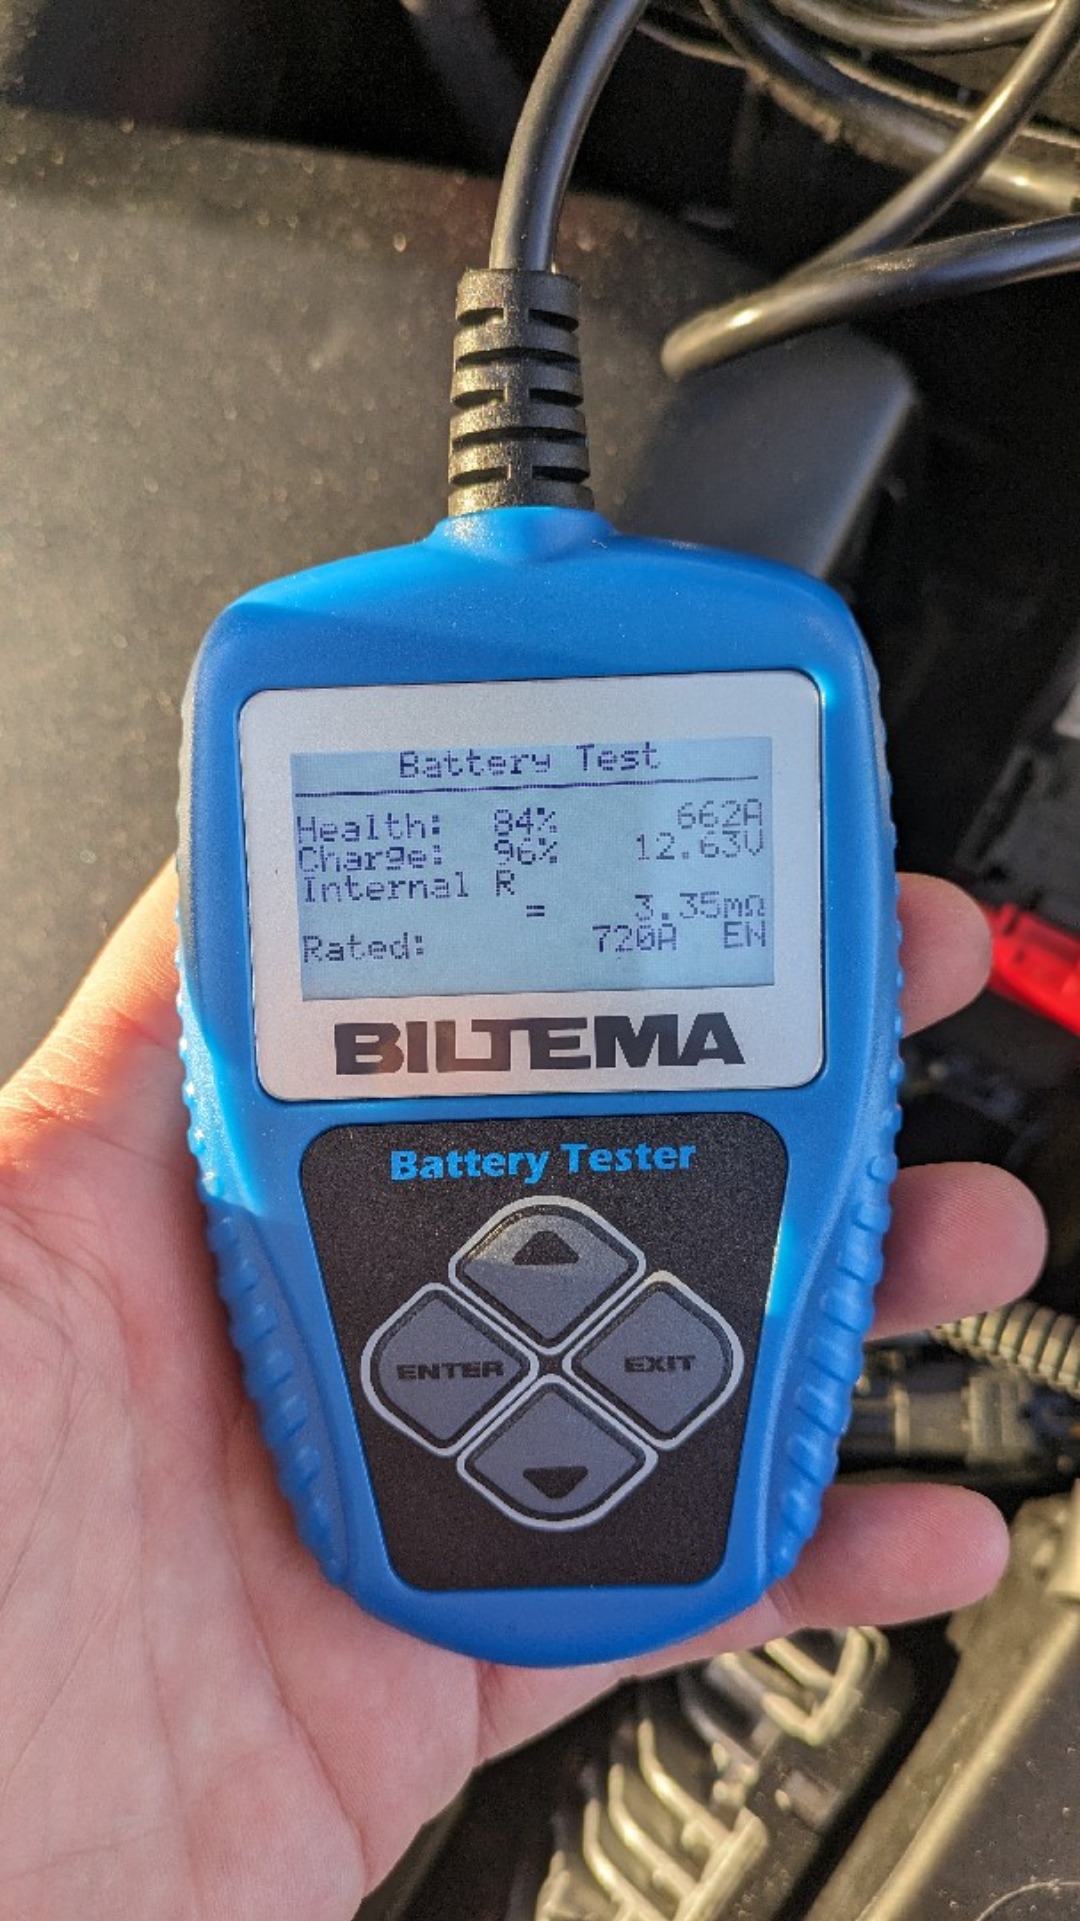 Battery Test
Health: 84% 662A
Charge: 96% 12.63V
Internal R
= 3.35mΩ
Rated: 720A EN
BILTEMA
Battery Tester
ENTER EXIT